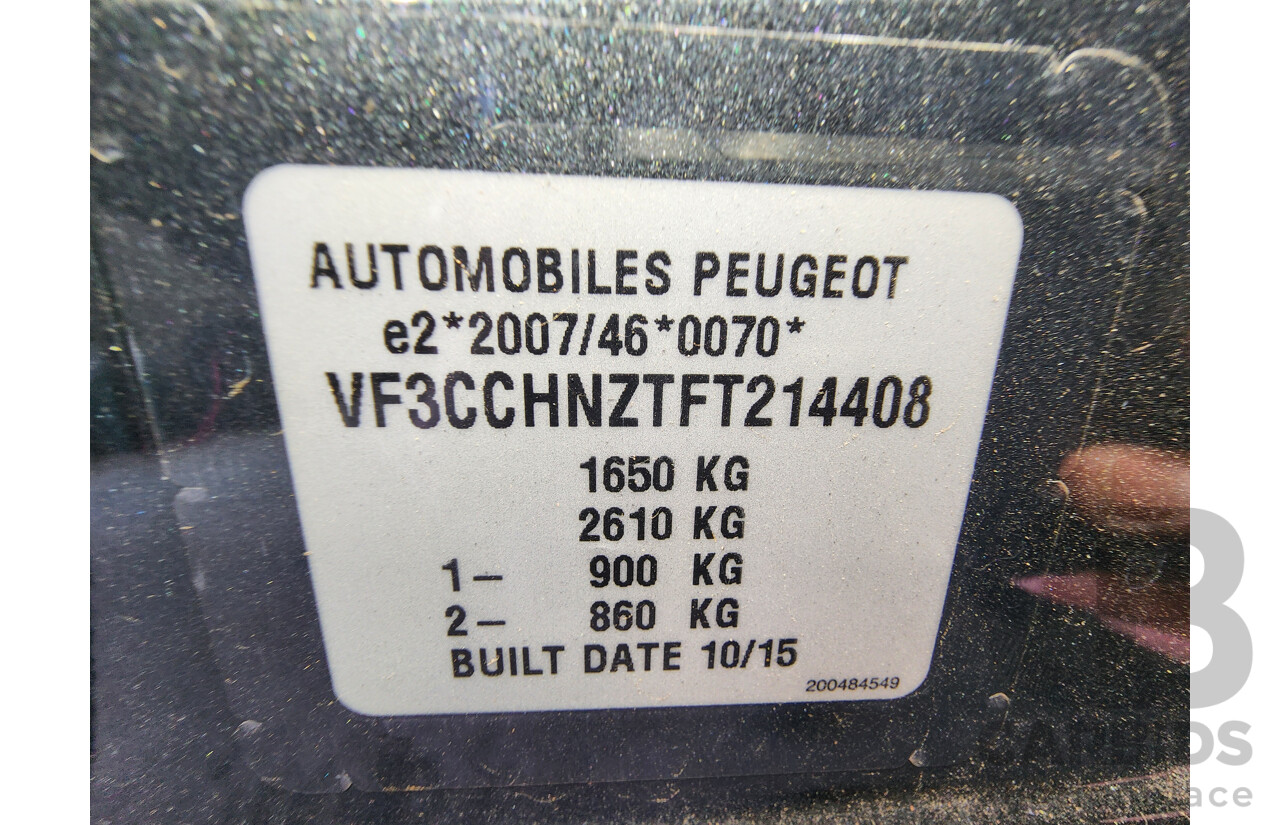 AUTOMOBILES PEUGEOT
e2*2007/46*0070*
VF3CCHNZTFT214408
1650 KG
2610 KG
1– 900 KG
2– 860 KG
BUILT DATE 10/15
200484549